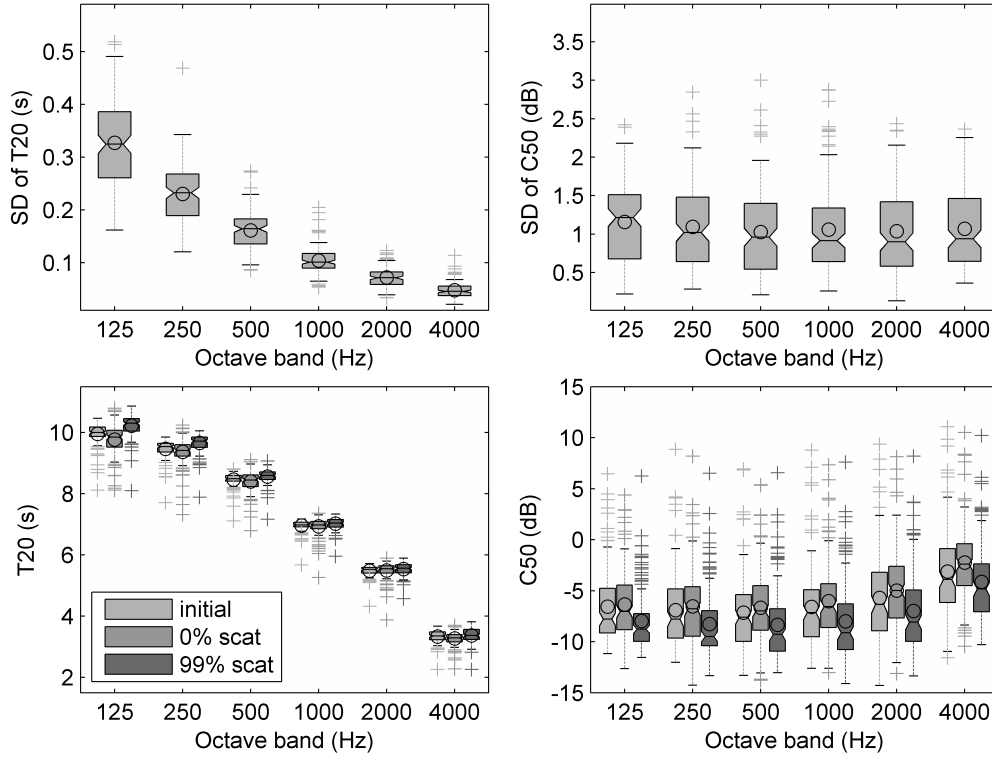 SD of T20 (s)
0.5
0.4
0.3
0.2
0.1
125 250 500 1000 2000 4000
Octave band (Hz)
SD of C50 (dB)
3.5
3
2.5
2
1.5
1
0.5
125 250 500 1000 2000 4000
Octave band (Hz)
T20 (s)
10
8
6
4
2
initial
0% scat
99% scat
125 250 500 1000 2000 4000
Octave band (Hz)
C50 (dB)
15
10
5
0
-5
-10
-15
125 250 500 1000 2000 4000
Octave band (Hz)